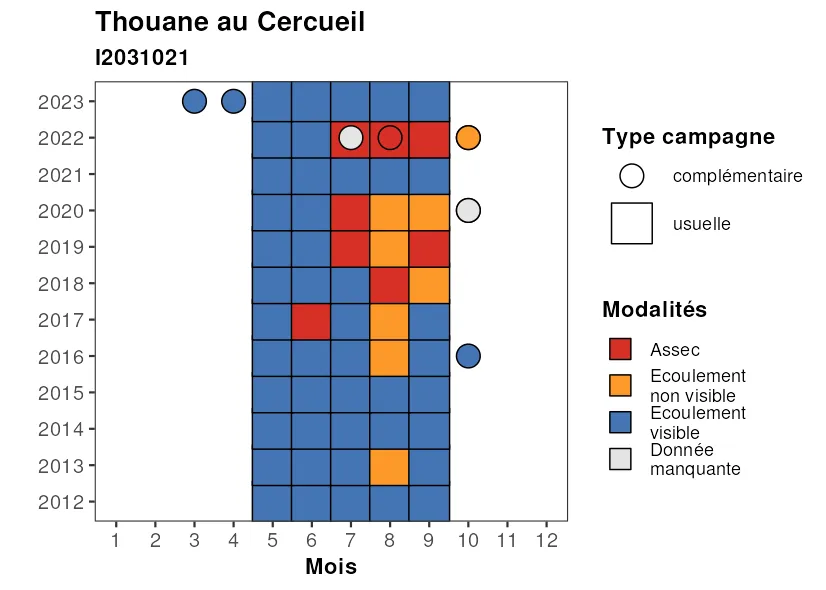 Thouane au Cercueil
I2031021
2023
2022
2021
2020
2019
2018
2017
2016
2015
2014
2013
2012
1 2 3 4 5 6 7 8 9 10 11 12
Mois
Type campagne
complémentaire
usuelle
Modalités
Assec
Ecoulement
non visible
Ecoulement
visible
Donnée
manquante